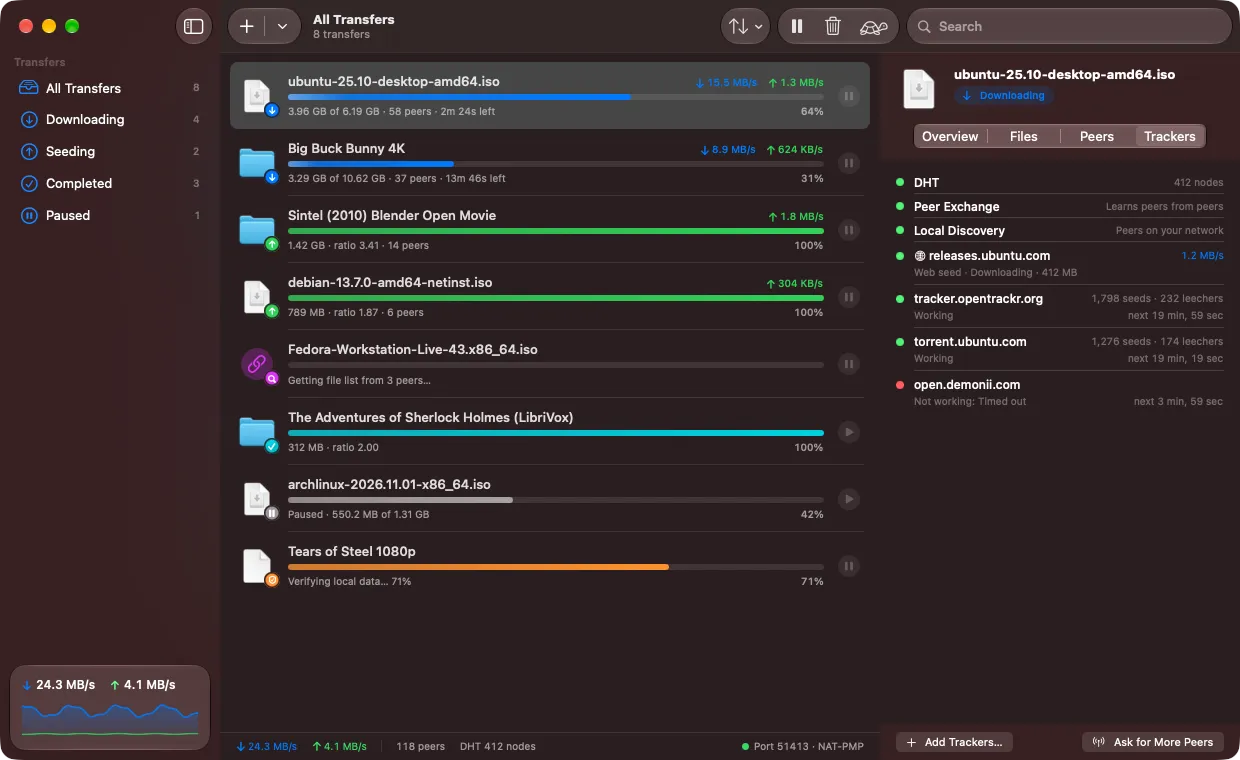 All Transfers
8 transfers
Search
Transfers
All Transfers 8
Downloading 4
Seeding 2
Completed 3
Paused 1
24.3 MB/s 4.1 MB/s
ubuntu-25.10-desktop-amd64.iso 15.5 MB/s 1.3 MB/s
3.96 GB of 6.19 GB · 58 peers · 2m 24s left 64%
Big Buck Bunny 4K 8.9 MB/s 624 KB/s
3.29 GB of 10.62 GB · 37 peers · 13m 46s left 31%
Sintel (2010) Blender Open Movie 1.8 MB/s
1.42 GB · ratio 3.41 · 14 peers 100%
debian-13.7.0-amd64-netinst.iso 304 KB/s
789 MB · ratio 1.87 · 6 peers 100%
Fedora-Workstation-Live-43.x86_64.iso
Getting file list from 3 peers...
The Adventures of Sherlock Holmes (LibriVox)
312 MB · ratio 2.00 100%
archlinux-2026.11.01-x86_64.iso
Paused · 550.2 MB of 1.31 GB 42%
Tears of Steel 1080p
Verifying local data... 71% 71%
24.3 MB/s 4.1 MB/s 118 peers DHT 412 nodes Port 51413 · NAT-PMP
ubuntu-25.10-desktop-amd64.iso
Downloading
Overview Files Peers Trackers
DHT 412 nodes
Peer Exchange Learns peers from peers
Local Discovery Peers on your network
releases.ubuntu.com 1.2 MB/s
Web seed · Downloading · 412 MB
tracker.opentrackr.org 1,798 seeds · 232 leechers
Working next 19 min, 59 sec
torrent.ubuntu.com 1,276 seeds · 174 leechers
Working next 19 min, 19 sec
open.demonii.com
Not working: Timed out next 3 min, 59 sec
Add Trackers... Ask for More Peers